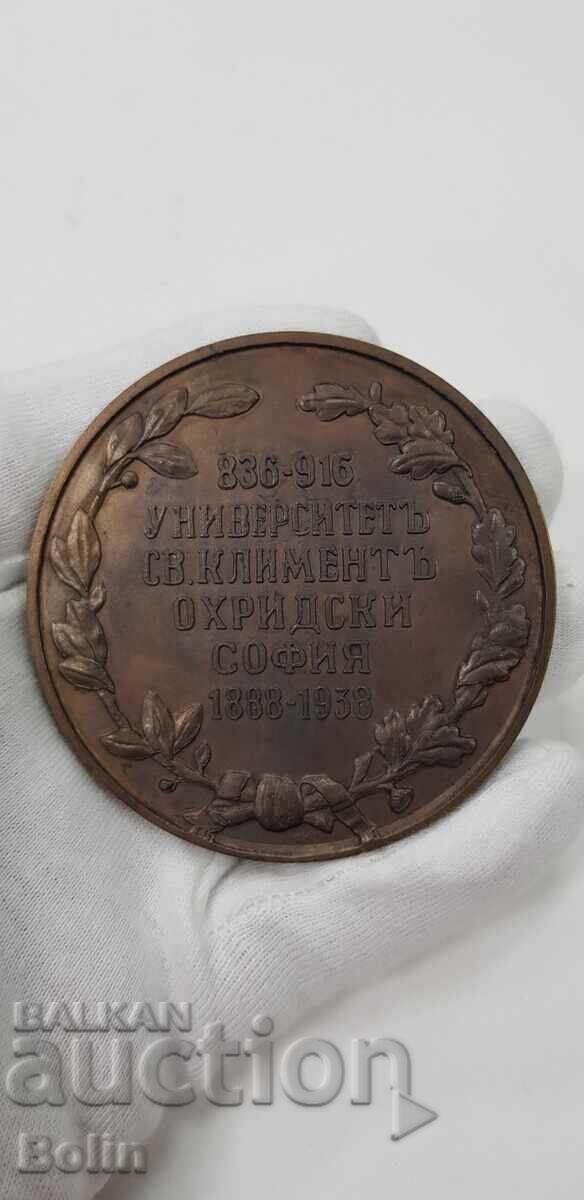 836-916
УНИВЕРСИТЕТЪ
СВ.КЛИМЕНТЪ
ОХРИДСКИ
СОФИЯ
1888-1938
BALKAN
auction
Bolin